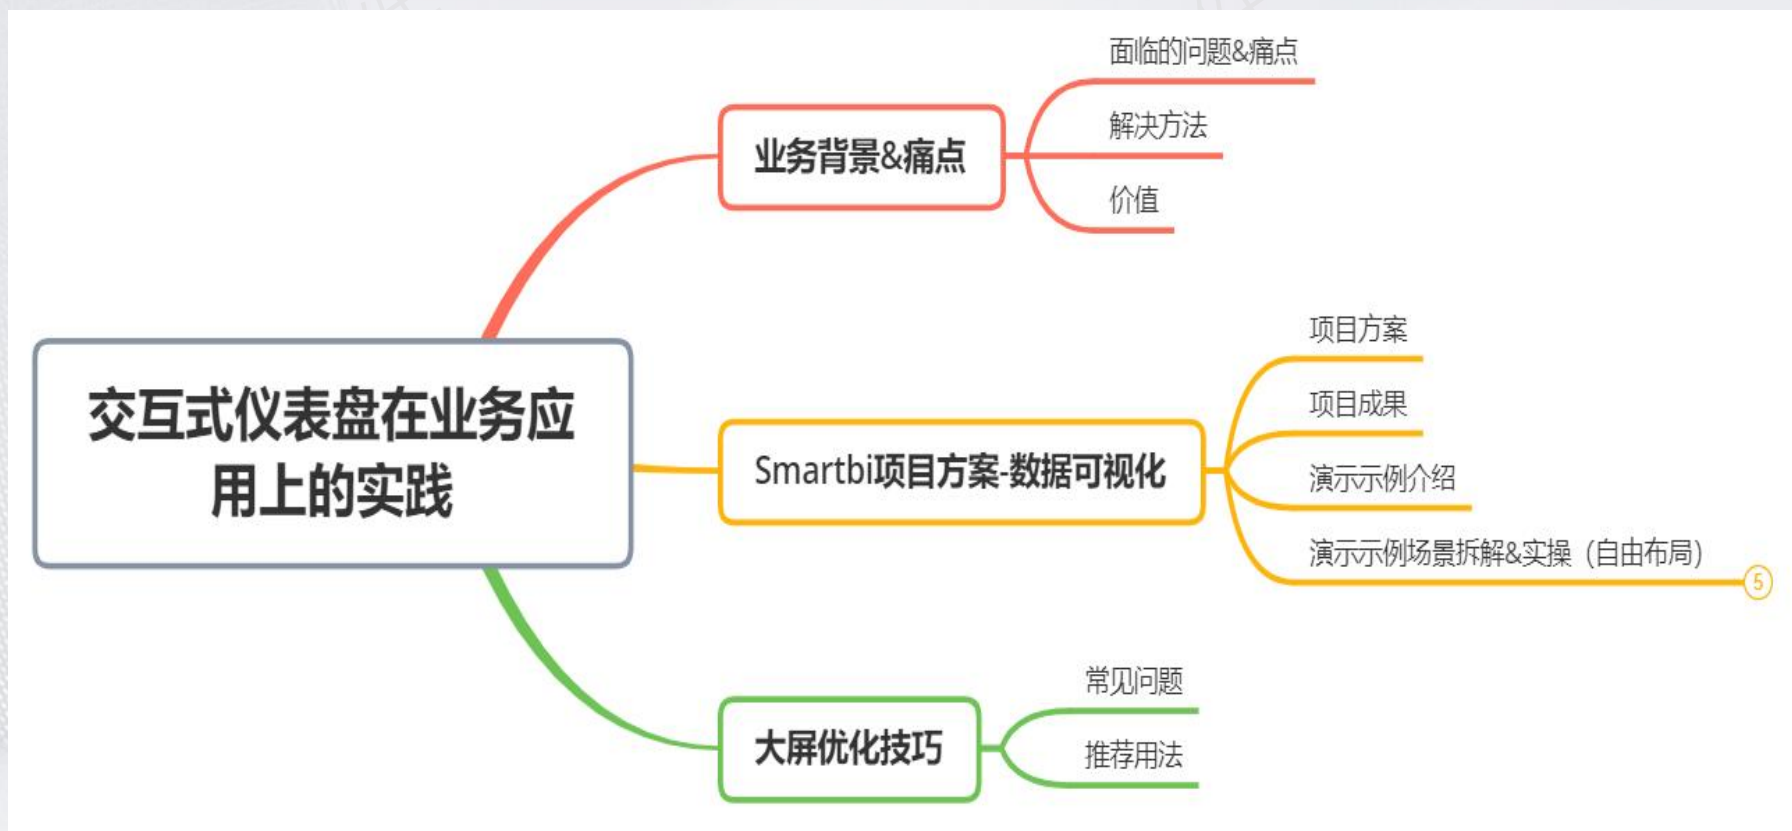 面临的问题&痛点
解决方法
业务背景&痛点
价值
项目方案
项目成果
交互式仪表盘在业务应
用上的实践
Smartbi项目方案-数据可视化
演示示例介绍
演示示例场景拆解&实操（自由布局）
5
常见问题
大屏优化技巧
推荐用法